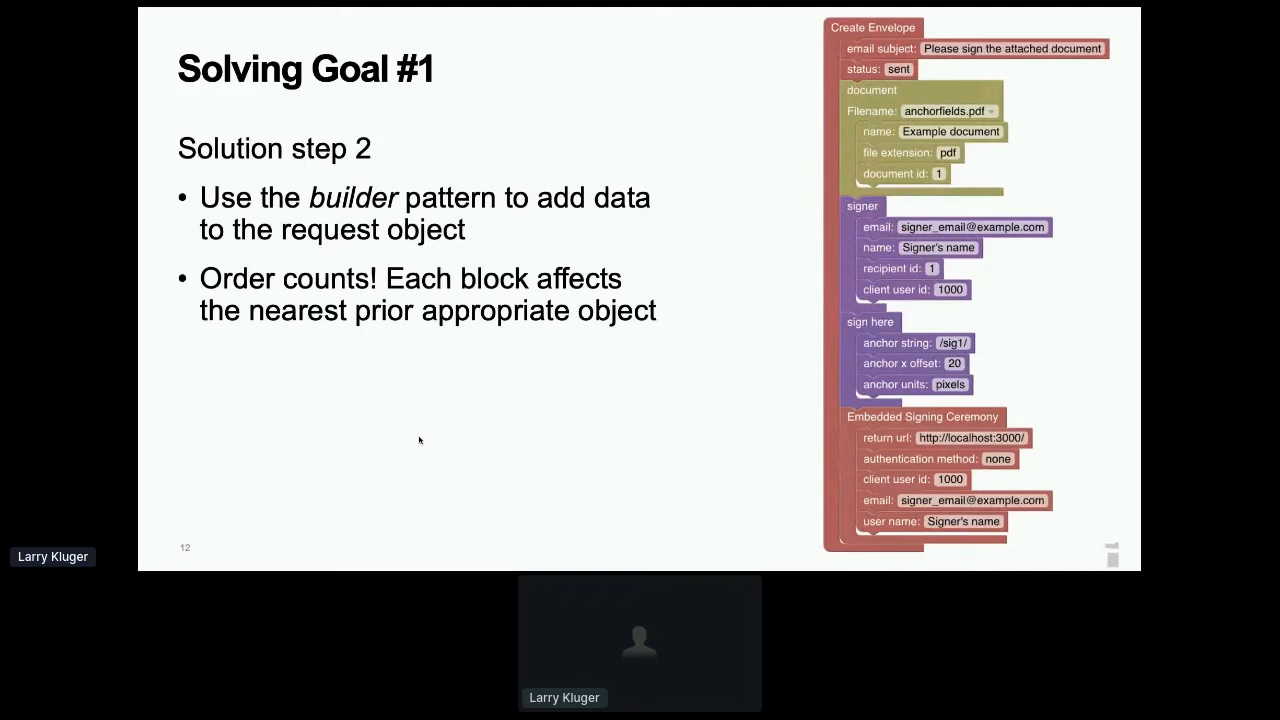 Solving Goal #1
Solution step 2
• Use the builder pattern to add data
to the request object
• Order counts! Each block affects
the nearest prior appropriate object
12
Create Envelope
email subject: Please sign the attached document
status: sent
document
Filename: anchorfields.pdf
name: Example document
file extension: pdf
document id: 1
signer
email: signer_email@example.com
name: Signer's name
recipient id: 1
client user id: 1000
sign here
anchor string: /sig1/
anchor x offset: 20
anchor units: pixels
Embedded Signing Ceremony
return url: http://localhost:3000/
authentication method: none
client user id: 1000
email: signer_email@example.com
user name: Signer's name
Larry Kluger
Larry Kluger